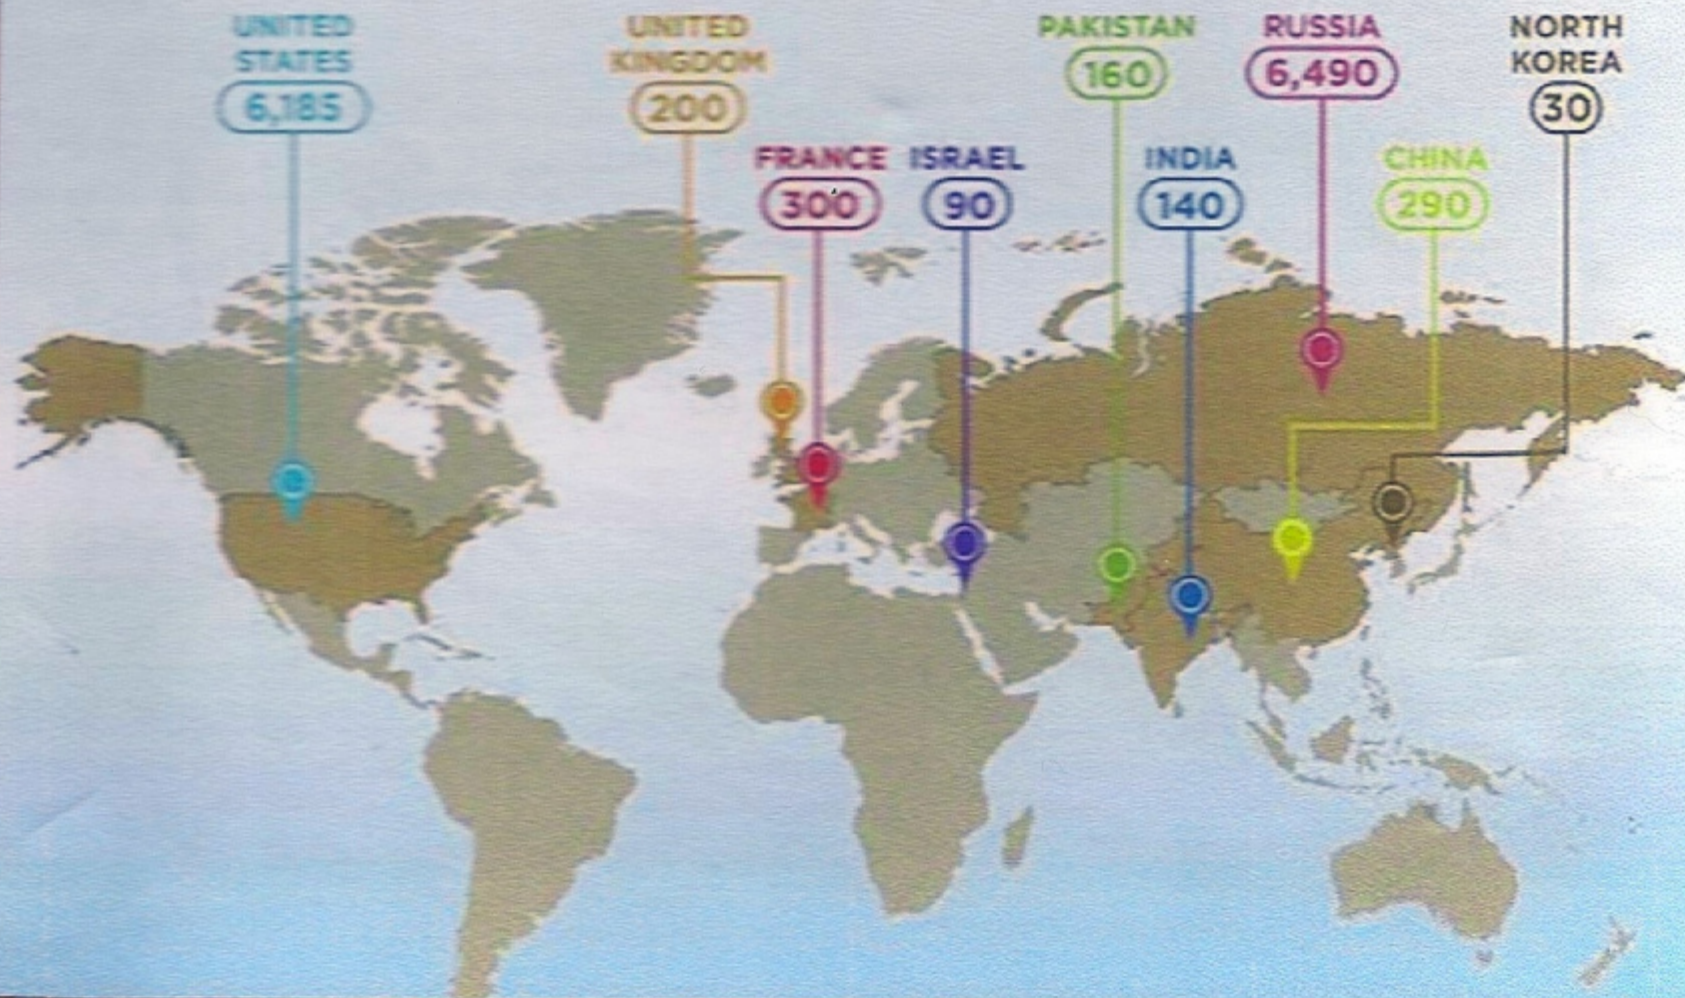 UNITED
STATES
6,185
UNITED
KINGDOM
200
FRANCE
300
ISRAEL
90
PAKISTAN
160
INDIA
140
RUSSIA
6,490
CHINA
290
NORTH
KOREA
30